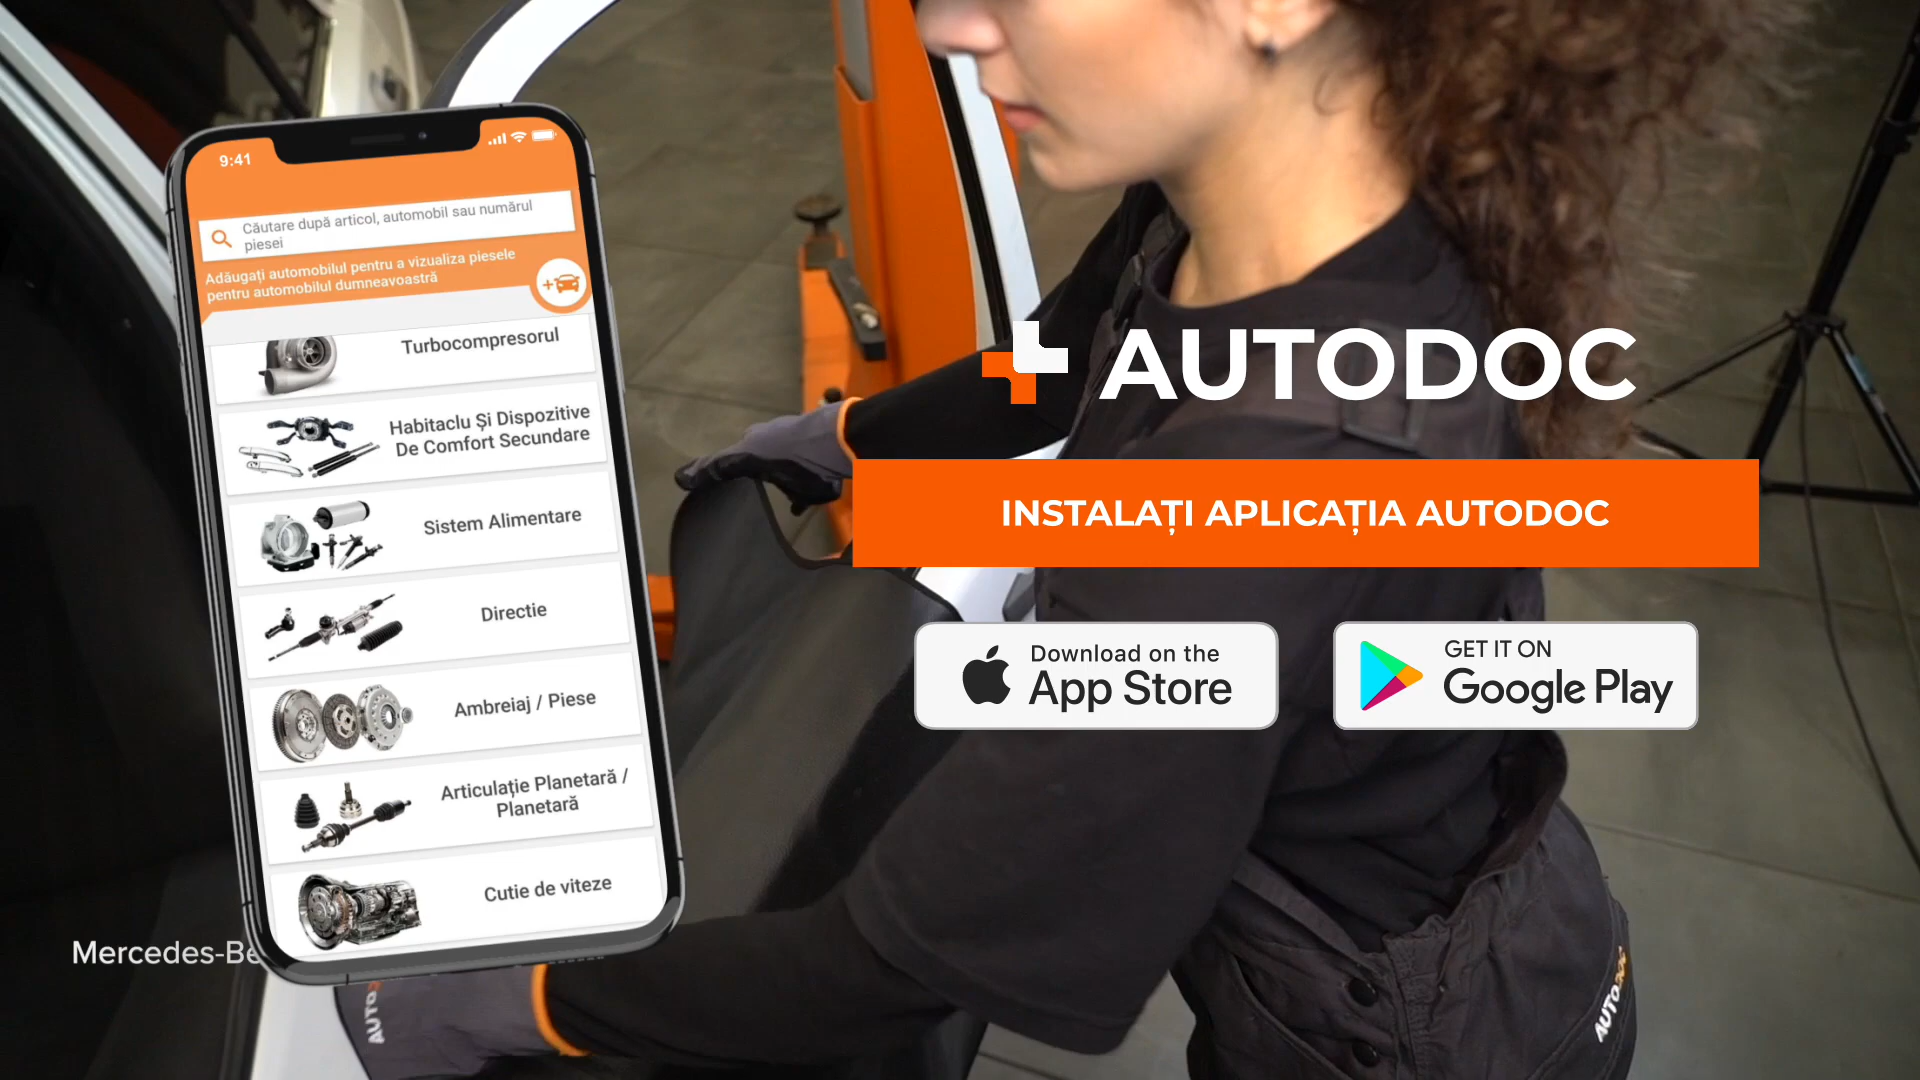 9:41
Căutare după articol, automobil sau numărul
piesei
Adăugați automobilul pentru a vizualiza piesele
pentru automobilul dumneavoastră
Turbocompresorul
Habitaclu Și Dispozitive
De Comfort Secundare
Sistem Alimentare
Directie
Ambreiaj / Piese
Articulație Planetară /
Planetară
Cutie de viteze
AUTODOC
INSTALAȚI APLICAȚIA AUTODOC
Download on the
App Store
GET IT ON
Google Play
Mercedes-Be
AUTODOC